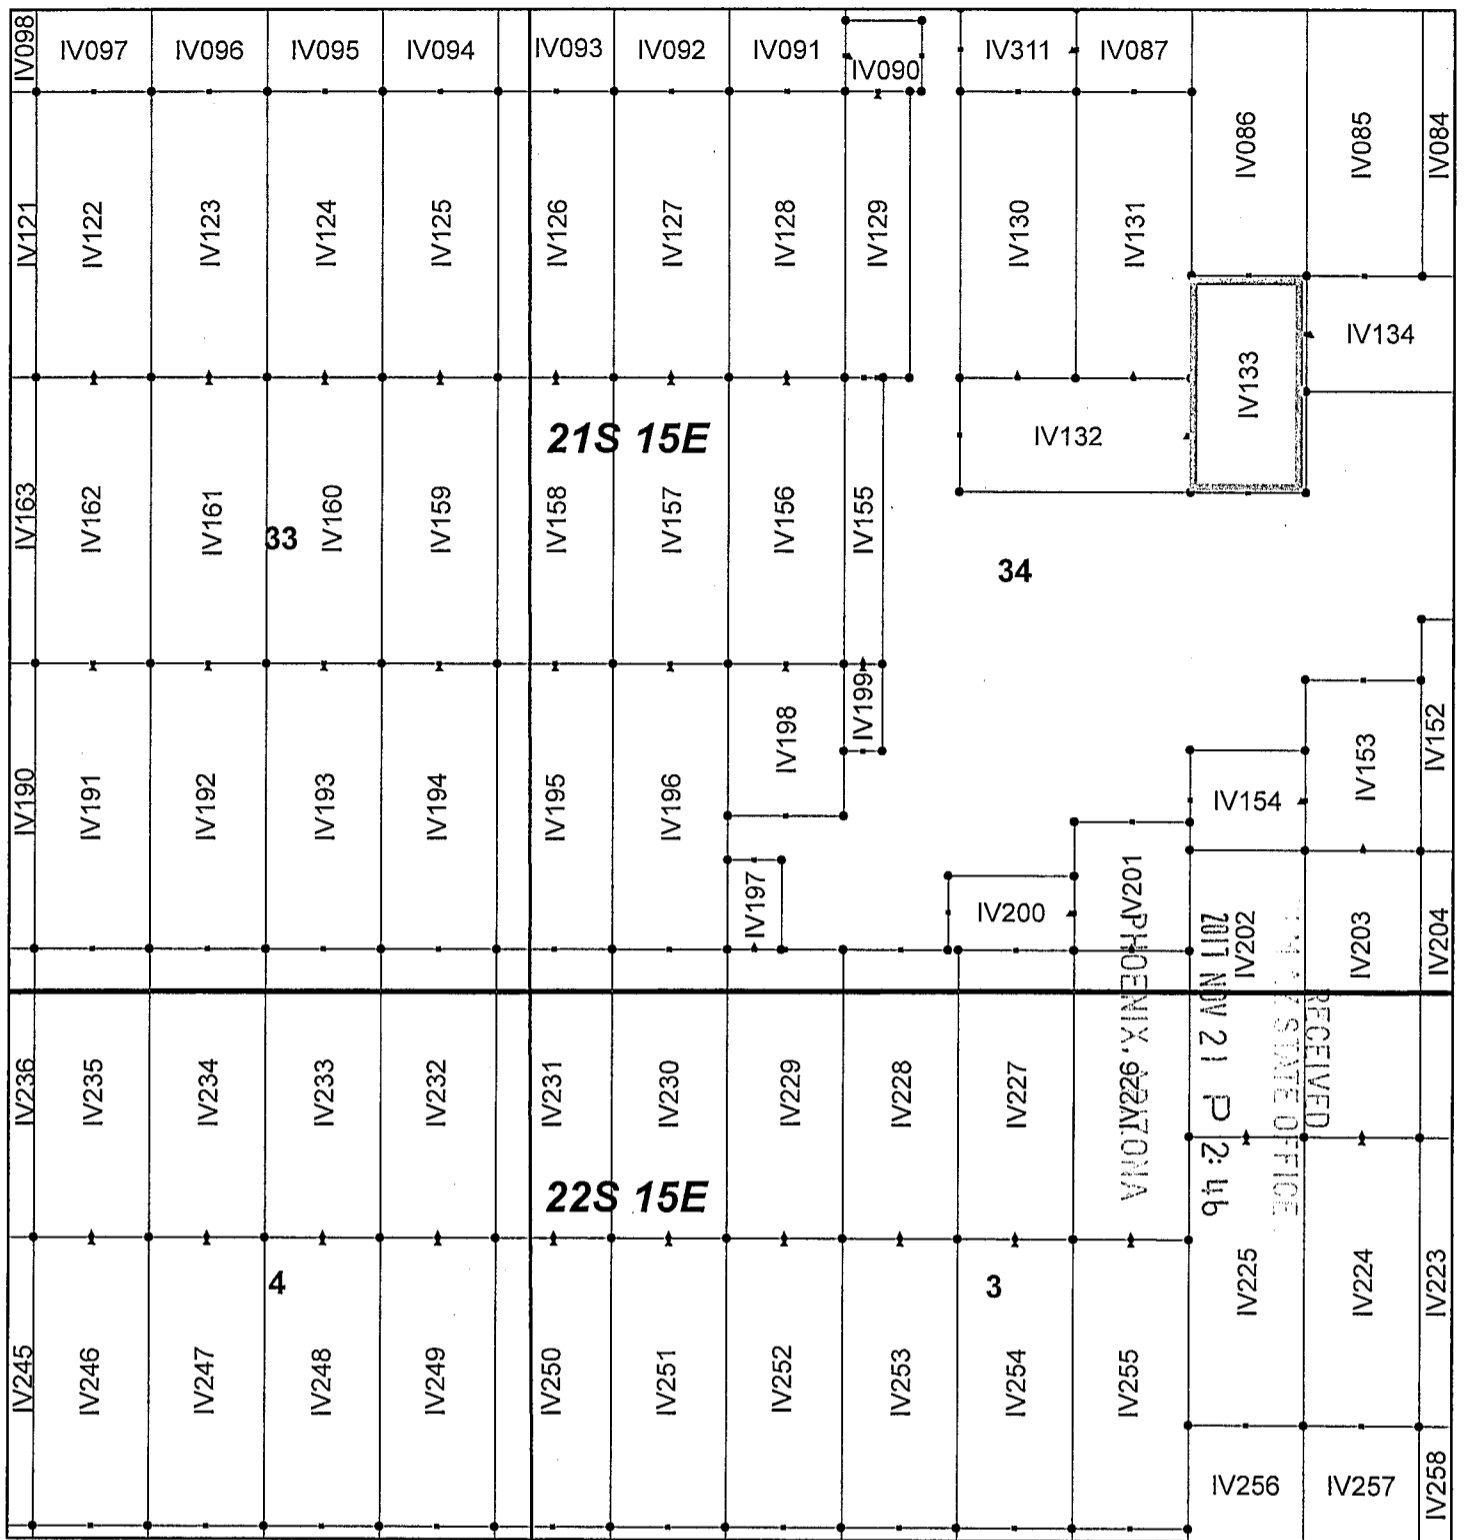 IV098 IV097 IV096 IV095 IV094 IV093 IV092 IV091 IV090 IV311 IV087
IV086 IV085 IV084
IV121 IV122 IV123 IV124 IV125 IV126 IV127 IV128 IV129 IV130 IV131
IV133 IV134
21S 15E
IV132
IV163 IV162 IV161 33 IV160 IV159 IV158 IV157 IV156 IV155
34
IV199 IV198 IV152 IV153 IV154
IV190 IV191 IV192 IV193 IV194 IV195 IV196
IV197 IV200 IV201 IV202 IV203 IV204
RECEIVED
STATE OFFICE
2011 NOV 21 P 2:46
PHOENIX, ARIZONA
IV236 IV235 IV234 IV233 IV232 IV231 IV230 IV229 IV228 IV227 IV226
22S 15E
IV225 IV224 IV223
4 3
IV245 IV246 IV247 IV248 IV249 IV250 IV251 IV252 IV253 IV254 IV255
IV256 IV257 IV258